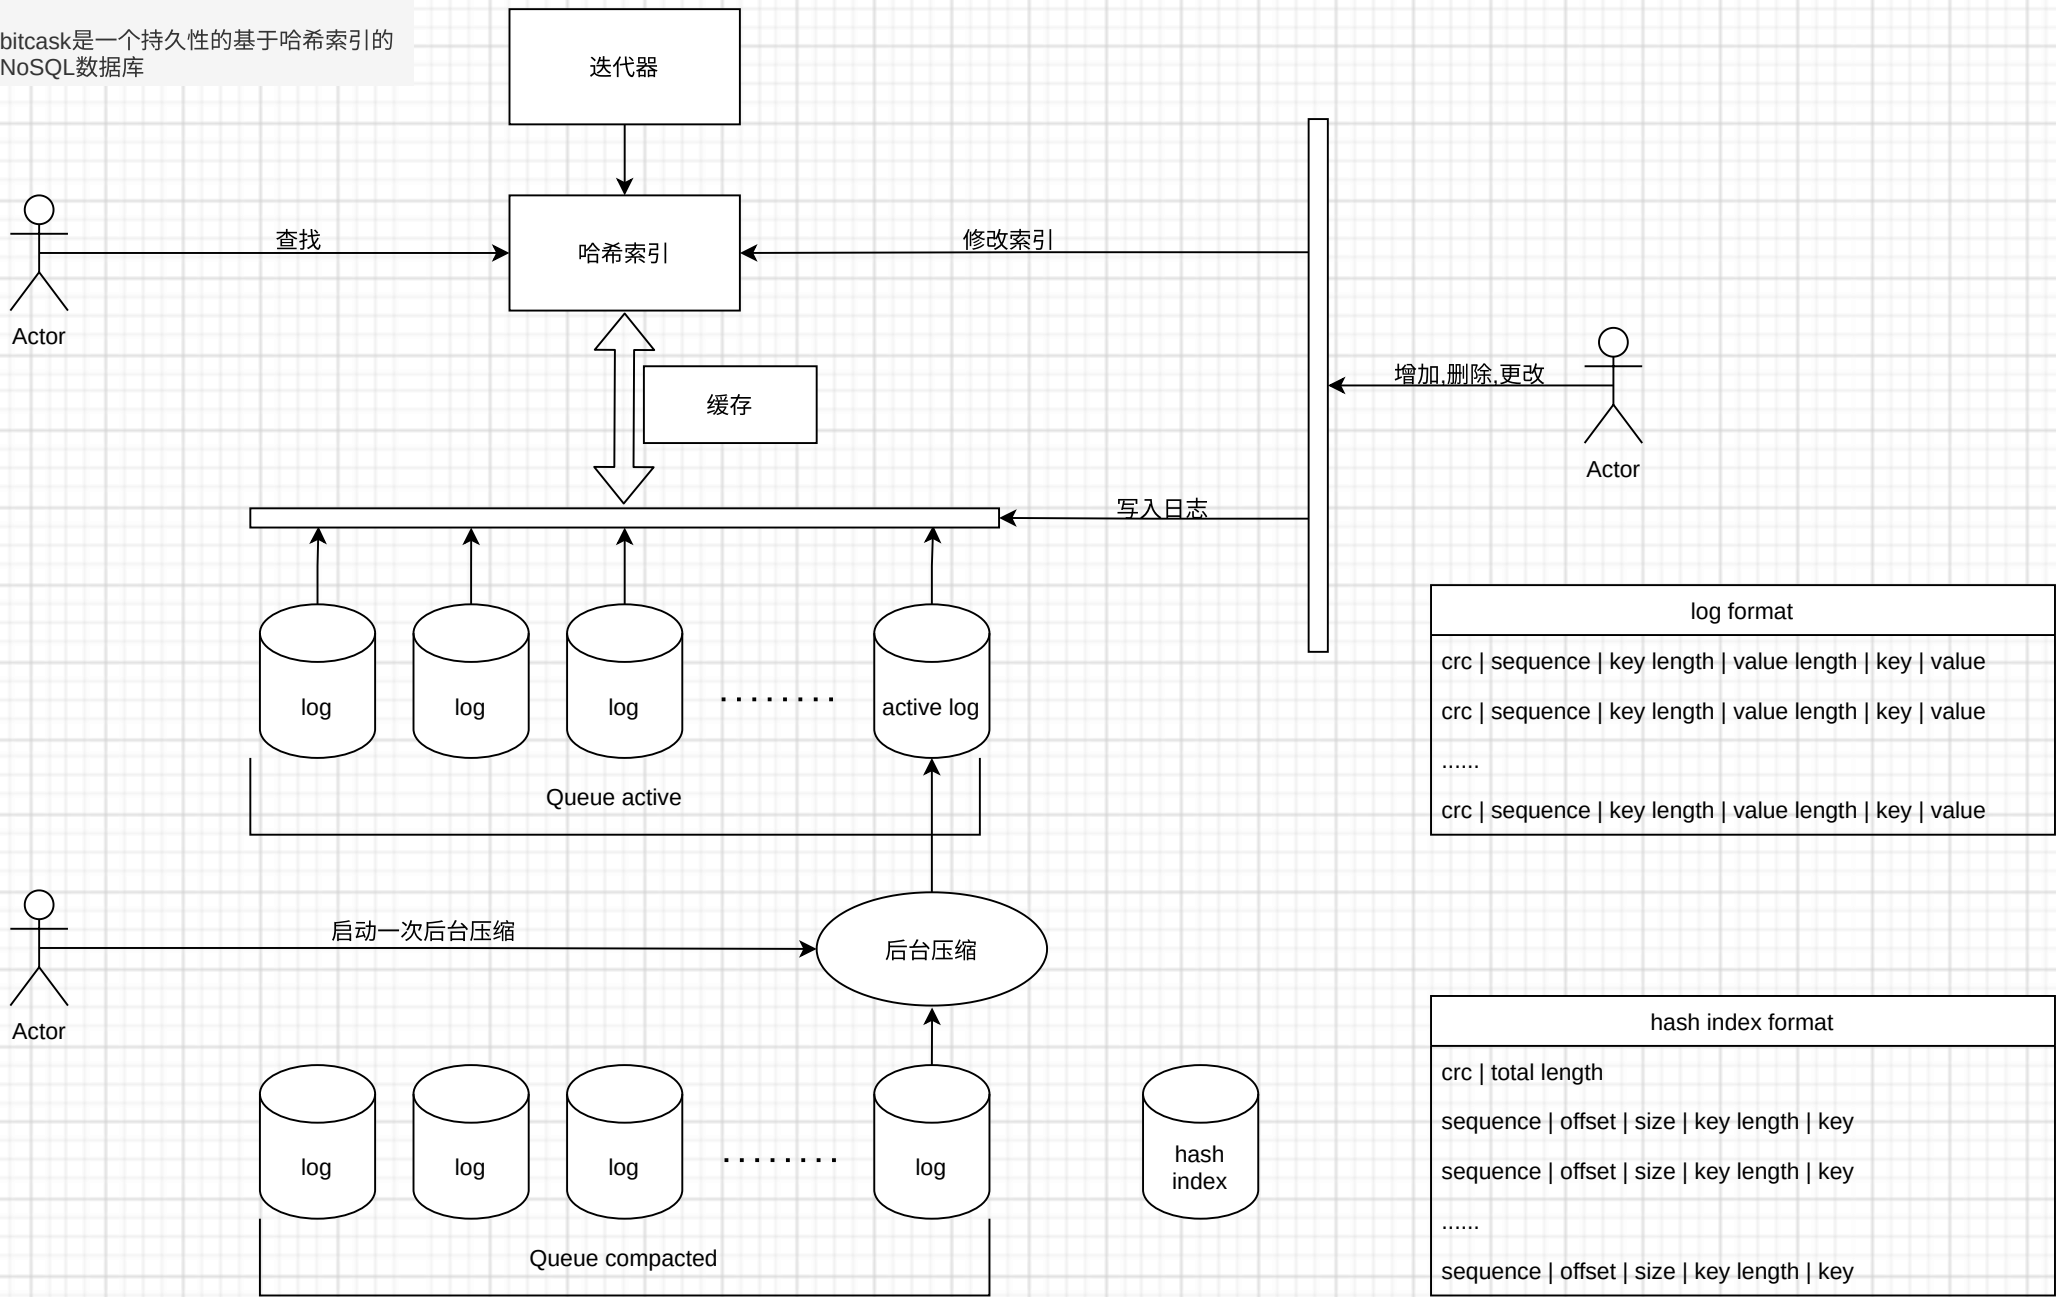 bitcask是一个持久性的基于哈希索引的
NoSQL数据库
迭代器
查找
哈希索引
修改索引
Actor
缓存
增加,删除,更改
Actor
写入日志
log
log
log
active log
Queue active
log format
crc | sequence | key length | value length | key | value
crc | sequence | key length | value length | key | value
......
crc | sequence | key length | value length | key | value
启动一次后台压缩
后台压缩
Actor
log
log
log
log
hash
index
Queue compacted
hash index format
crc | total length
sequence | offset | size | key length | key
sequence | offset | size | key length | key
......
sequence | offset | size | key length | key